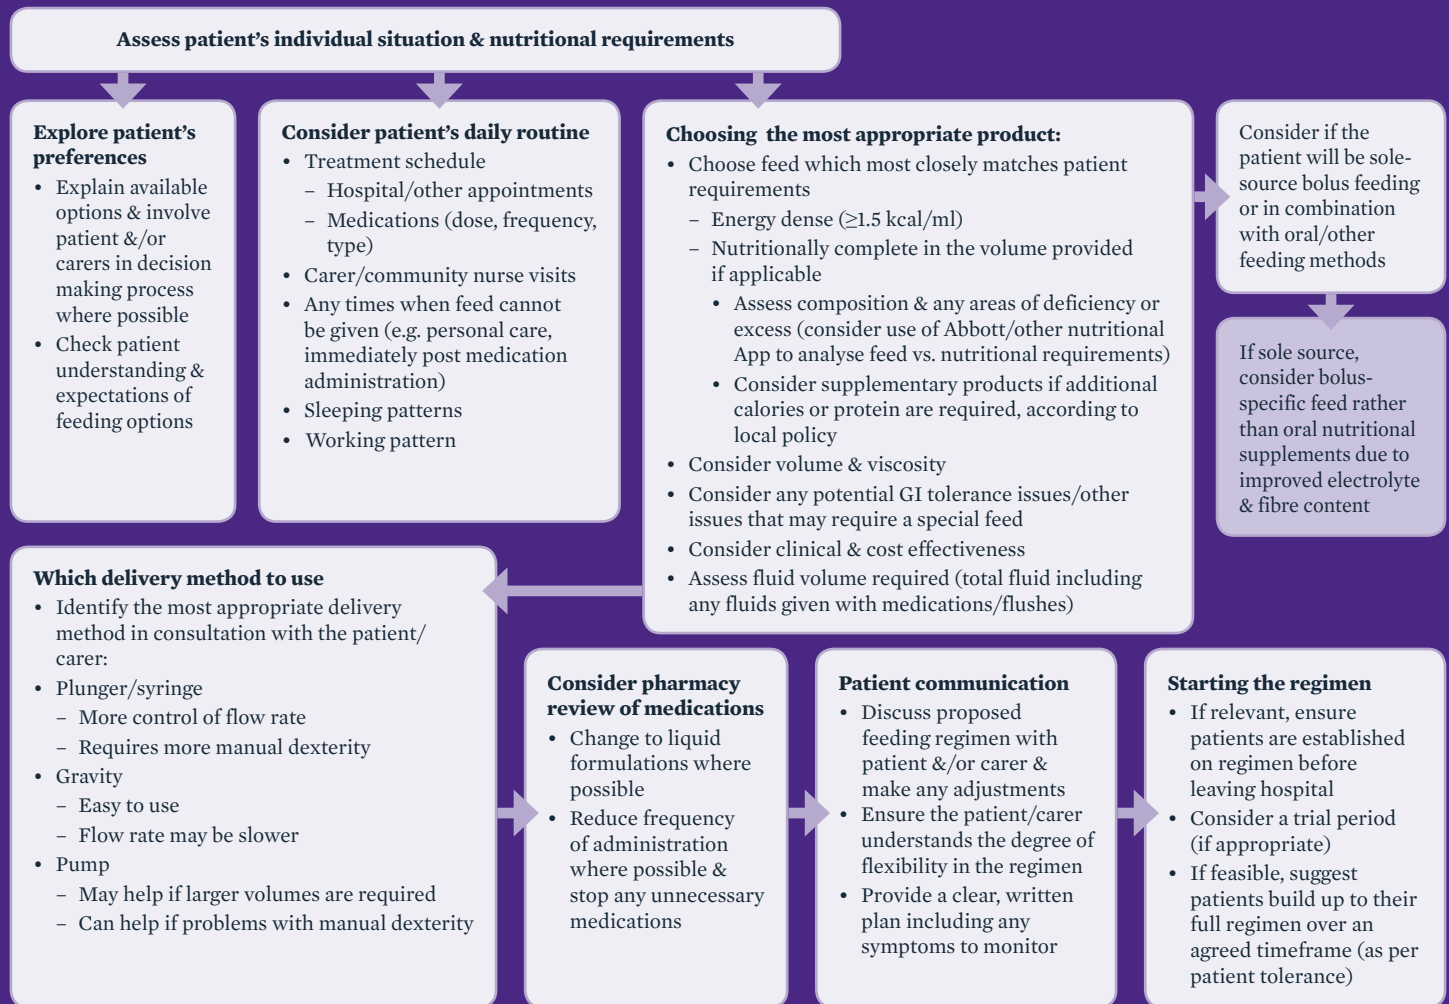 Assess patient's individual situation & nutritional requirements
Explore patient's
preferences
• Explain available
options & involve
patient &/or
carers in decision
making process
where possible
• Check patient
understanding &
expectations of
feeding options
Consider patient's daily routine
• Treatment schedule
– Hospital/other appointments
– Medications (dose, frequency,
type)
• Carer/community nurse visits
• Any times when feed cannot
be given (e.g. personal care,
immediately post medication
administration)
• Sleeping patterns
• Working pattern
Choosing the most appropriate product:
• Choose feed which most closely matches patient
requirements
– Energy dense (≥1.5 kcal/ml)
– Nutritionally complete in the volume provided
if applicable
• Assess composition & any areas of deficiency or
excess (consider use of Abbott/other nutritional
App to analyse feed vs. nutritional requirements)
• Consider supplementary products if additional
calories or protein are required, according to
local policy
• Consider volume & viscosity
• Consider any potential GI tolerance issues/other
issues that may require a special feed
• Consider clinical & cost effectiveness
• Assess fluid volume required (total fluid including
any fluids given with medications/flushes)
Consider if the
patient will be sole-
source bolus feeding
or in combination
with oral/other
feeding methods
If sole source,
consider bolus-
specific feed rather
than oral nutritional
supplements due to
improved electrolyte
& fibre content
Which delivery method to use
• Identify the most appropriate delivery
method in consultation with the patient/
carer:
• Plunger/syringe
– More control of flow rate
– Requires more manual dexterity
• Gravity
– Easy to use
– Flow rate may be slower
• Pump
– May help if larger volumes are required
– Can help if problems with manual dexterity
Consider pharmacy
review of medications
• Change to liquid
formulations where
possible
• Reduce frequency
of administration
where possible &
stop any unnecessary
medications
Patient communication
• Discuss proposed
feeding regimen with
patient &/or carer &
make any adjustments
• Ensure the patient/carer
understands the degree of
flexibility in the regimen
• Provide a clear, written
plan including any
symptoms to monitor
Starting the regimen
• If relevant, ensure
patients are established
on regimen before
leaving hospital
• Consider a trial period
(if appropriate)
• If feasible, suggest
patients build up to their
full regimen over an
agreed timeframe (as per
patient tolerance)